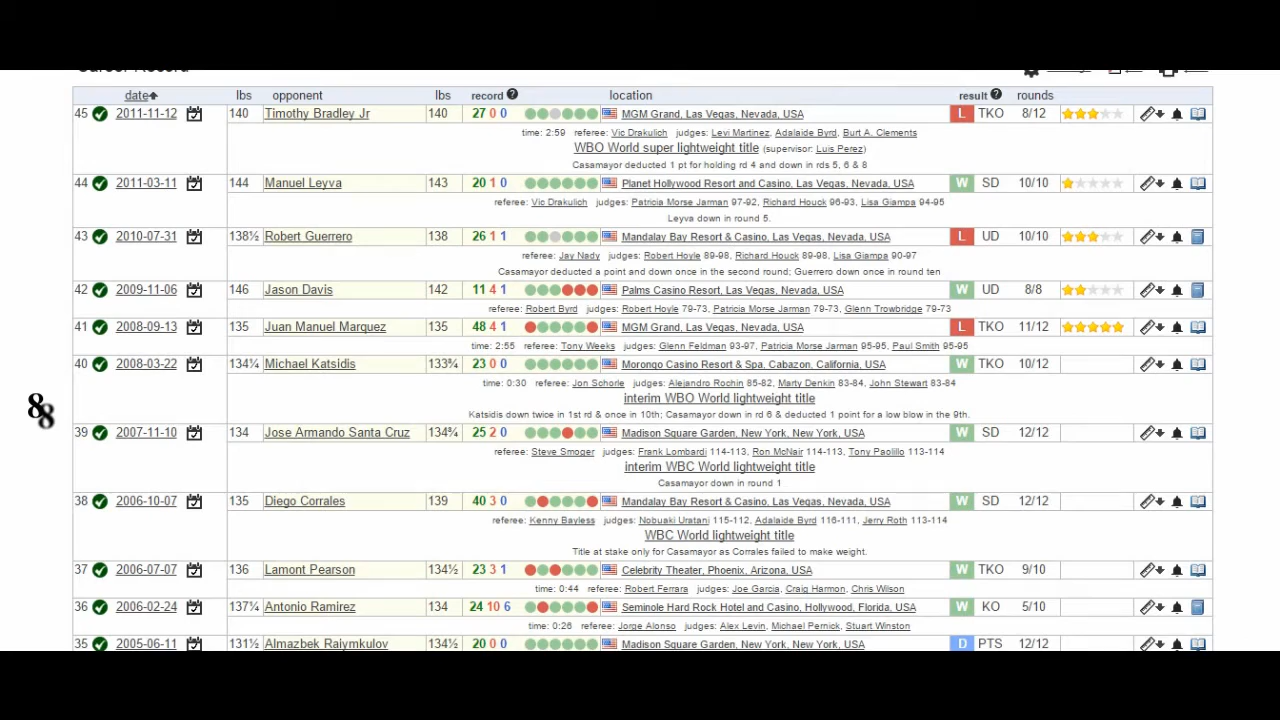 Career Record
date lbs opponent lbs record location result rounds
45 2011-11-12 140 Timothy Bradley Jr 140 27 0 0 MGM Grand, Las Vegas, Nevada, USA L TKO 8/12
time: 2:59 referee: Vic Drakulich judges: Levi Martinez, Adalaide Byrd, Burt A. Clements
WBO World super lightweight title (supervisor: Luis Perez)
Casamayor deducted 1 pt for holding rd 4 and down in rds 5, 6 & 8
44 2011-03-11 144 Manuel Leyva 143 20 1 0 Planet Hollywood Resort and Casino, Las Vegas, Nevada, USA W SD 10/10
referee: Vic Drakulich judges: Patricia Morse Jarman 97-92, Richard Houck 96-93, Lisa Giampa 94-95
Leyva down in round 5.
43 2010-07-31 138½ Robert Guerrero 138 26 1 1 Mandalay Bay Resort & Casino, Las Vegas, Nevada, USA L UD 10/10
referee: Jay Nady judges: Robert Hoyle 89-98, Richard Houck 89-98, Lisa Giampa 90-97
Casamayor deducted a point and down once in the second round; Guerrero down once in round ten
42 2009-11-06 146 Jason Davis 142 11 4 1 Palms Casino Resort, Las Vegas, Nevada, USA W UD 8/8
referee: Robert Byrd judges: Robert Hoyle 79-73, Patricia Morse Jarman 79-73, Glenn Trowbridge 79-73
41 2008-09-13 135 Juan Manuel Marquez 135 48 4 1 MGM Grand, Las Vegas, Nevada, USA L TKO 11/12
time: 2:55 referee: Tony Weeks judges: Glenn Feldman 93-97, Patricia Morse Jarman 95-95, Paul Smith 95-95
40 2008-03-22 134¼ Michael Katsidis 133¾ 23 0 0 Morongo Casino Resort & Spa, Cabazon, California, USA W TKO 10/12
time: 0:30 referee: Jon Schorle judges: Alejandro Rochin 85-82, Marty Denkin 83-84, John Stewart 83-84
interim WBO World lightweight title
Katsidis down twice in 1st rd & once in 10th; Casamayor down in rd 6 & deducted 1 point for a low blow in the 9th.
88
39 2007-11-10 134 Jose Armando Santa Cruz 134¾ 25 2 0 Madison Square Garden, New York, New York, USA W SD 12/12
referee: Steve Smoger judges: Frank Lombardi 114-113, Ron McNair 114-113, Tony Paolillo 113-114
interim WBC World lightweight title
Casamayor down in round 1
38 2006-10-07 135 Diego Corrales 139 40 3 0 Mandalay Bay Resort & Casino, Las Vegas, Nevada, USA W SD 12/12
referee: Kenny Bayless judges: Nobuaki Uratani 115-112, Adalaide Byrd 116-111, Jerry Roth 113-114
WBC World lightweight title
Title at stake only for Casamayor as Corrales failed to make weight.
37 2006-07-07 136 Lamont Pearson 134½ 23 3 1 Celebrity Theater, Phoenix, Arizona, USA W TKO 9/10
time: 0:44 referee: Robert Ferrara judges: Joe Garcia, Craig Harmon, Chris Wilson
36 2006-02-24 137¼ Antonio Ramirez 134 24 10 6 Seminole Hard Rock Hotel and Casino, Hollywood, Florida, USA W KO 5/10
time: 0:26 referee: Jorge Alonso judges: Alex Levin, Michael Pernick, Stuart Winston
35 2005-06-11 131½ Almazbek Raiymkulov 134½ 20 0 0 Madison Square Garden, New York, New York, USA D PTS 12/12